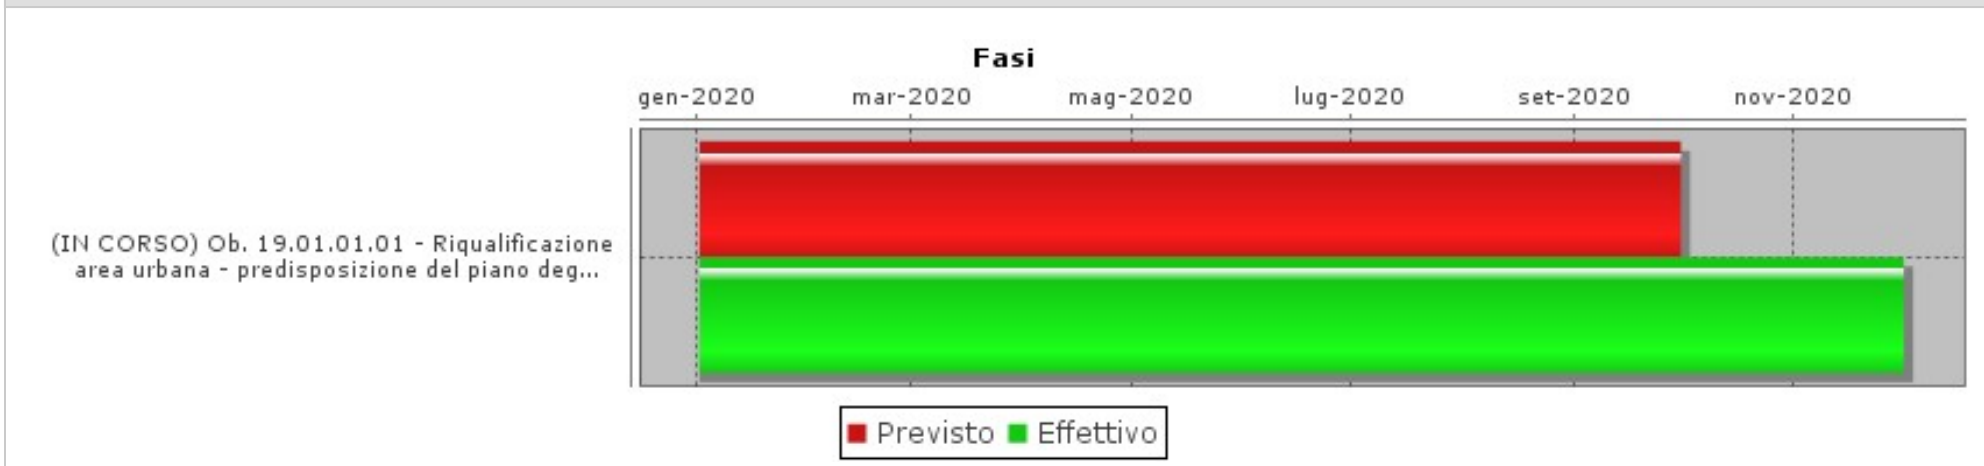 Fasi
gen-2020 mar-2020 mag-2020 lug-2020 set-2020 nov-2020
(IN CORSO) Ob. 19.01.01.01 - Riqualificazione
area urbana - predisposizione del piano deg...
Previsto Effettivo